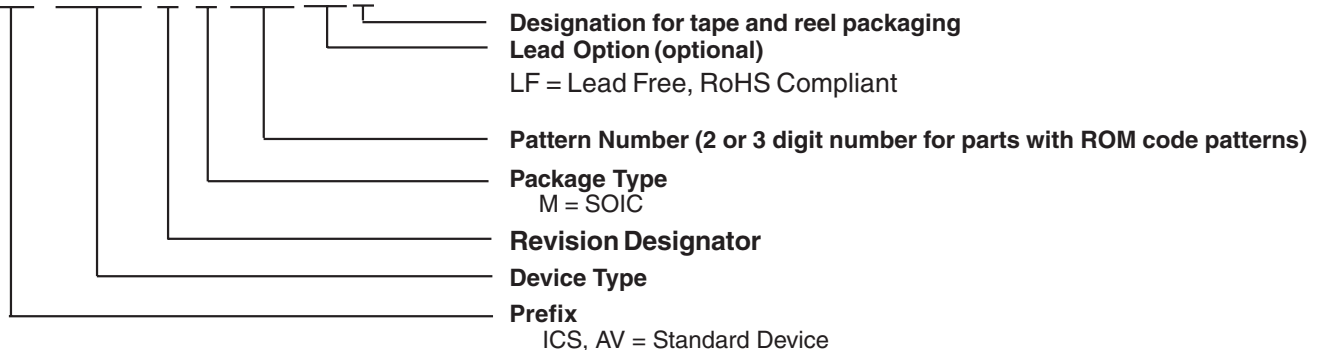 Designation for tape and reel packaging
Lead Option (optional)
LF = Lead Free, RoHS Compliant
Pattern Number (2 or 3 digit number for parts with ROM code patterns)
Package Type
M = SOIC
Revision Designator
Device Type
Prefix
ICS, AV = Standard Device